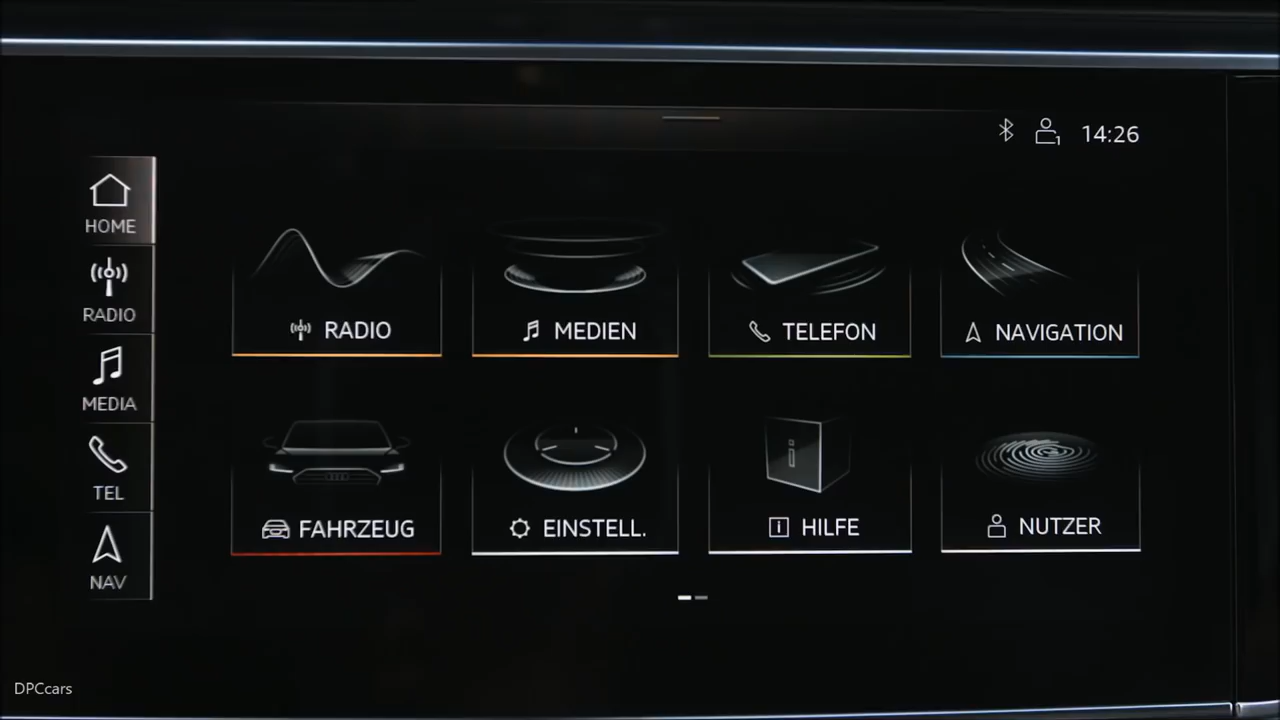 14:26
HOME
RADIO
MEDIA
TEL
NAV
RADIO
MEDIEN
TELEFON
NAVIGATION
FAHRZEUG
EINSTELL.
HILFE
NUTZER
DPCcars